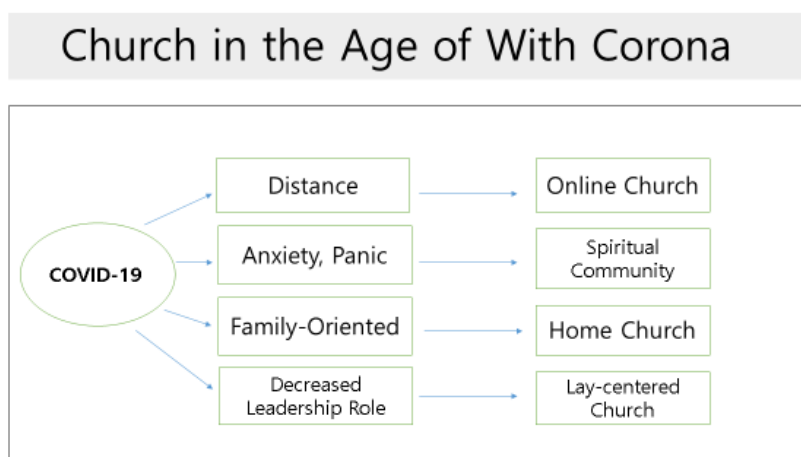 Church in the Age of With Corona
COVID-19
Distance
Online Church
Anxiety, Panic
Spiritual
Community
Family-Oriented
Home Church
Decreased
Leadership Role
Lay-centered
Church